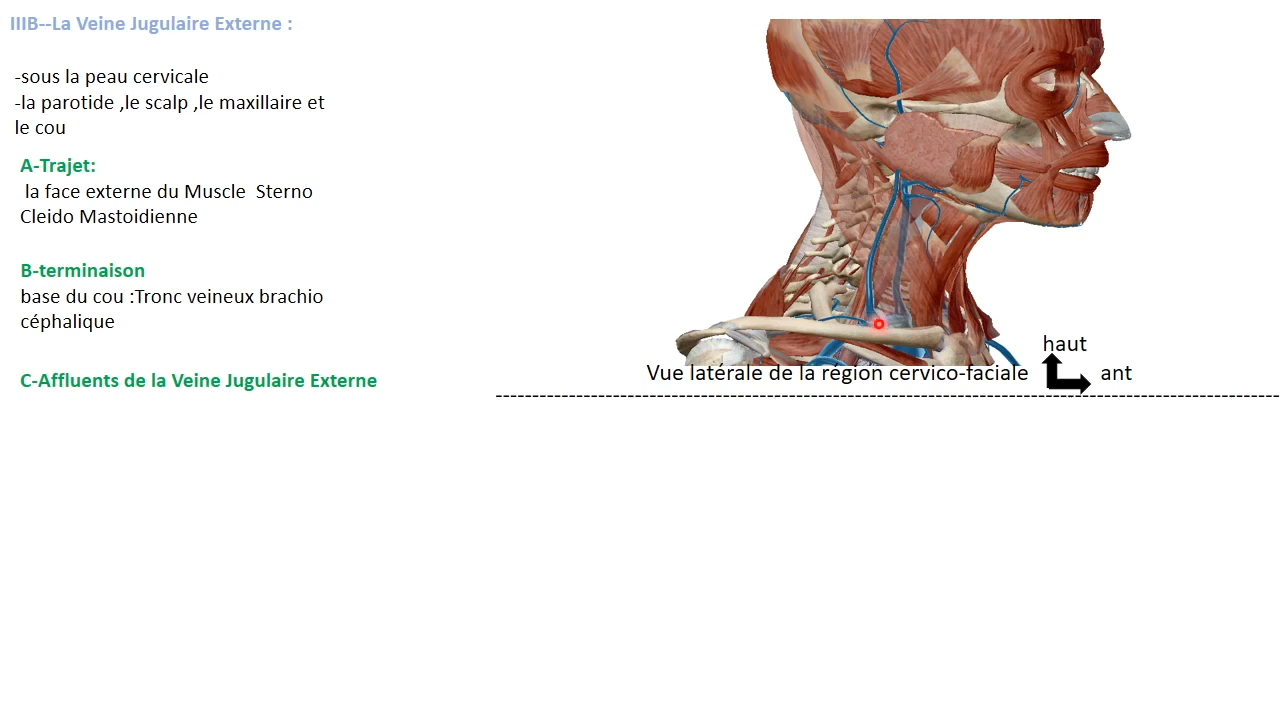 IIIB--La Veine Jugulaire Externe :
-sous la peau cervicale
-la parotide ,le scalp ,le maxillaire et
le cou
A-Trajet:
la face externe du Muscle  Sterno
Cleido Mastoidienne
B-terminaison
base du cou :Tronc veineux brachio
céphalique
C-Affluents de la Veine Jugulaire Externe
haut
Vue latérale de la région cervico-faciale
ant